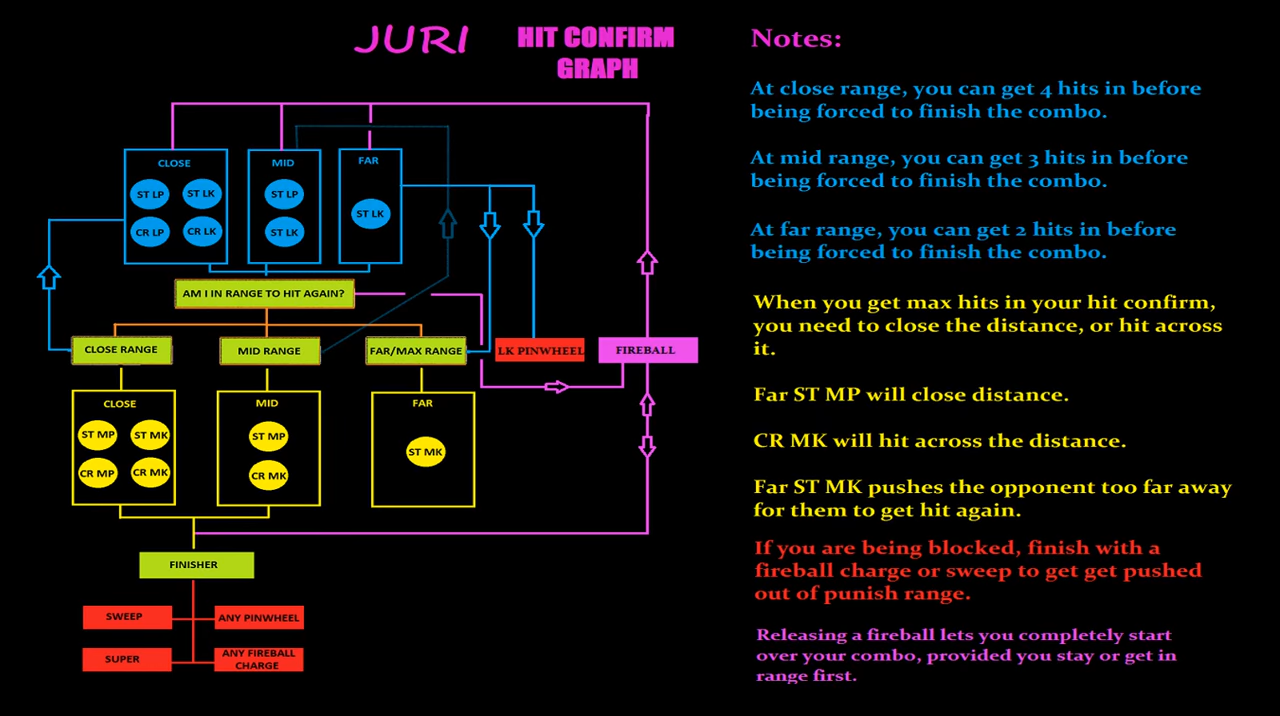 JURI
HIT CONFIRM
GRAPH
CLOSE
ST LP
ST LK
CR LP
CR LK
MID
ST LP
ST LK
FAR
ST LK
AM I IN RANGE TO HIT AGAIN?
CLOSE RANGE
MID RANGE
FAR/MAX RANGE
LK PINWHEEL
FIREBALL
CLOSE
ST MP
ST MK
CR MP
CR MK
MID
ST MP
CR MK
FAR
ST MK
FINISHER
SWEEP
ANY PINWHEEL
SUPER
ANY FIREBALL
CHARGE
Notes:
At close range, you can get 4 hits in before
being forced to finish the combo.
At mid range, you can get 3 hits in before
being forced to finish the combo.
At far range, you can get 2 hits in before
being forced to finish the combo.
When you get max hits in your hit confirm,
you need to close the distance, or hit across
it.
Far ST MP will close distance.
CR MK will hit across the distance.
Far ST MK pushes the opponent too far away
for them to get hit again.
If you are being blocked, finish with a
fireball charge or sweep to get get pushed
out of punish range.
Releasing a fireball lets you completely start
over your combo, provided you stay or get in
range first.